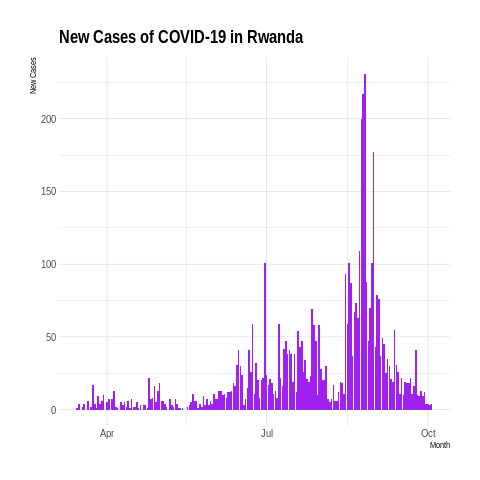 New Cases of COVID-19 in Rwanda
New Cases
200
150
100
50
0
Apr
Jul
Oct
Month